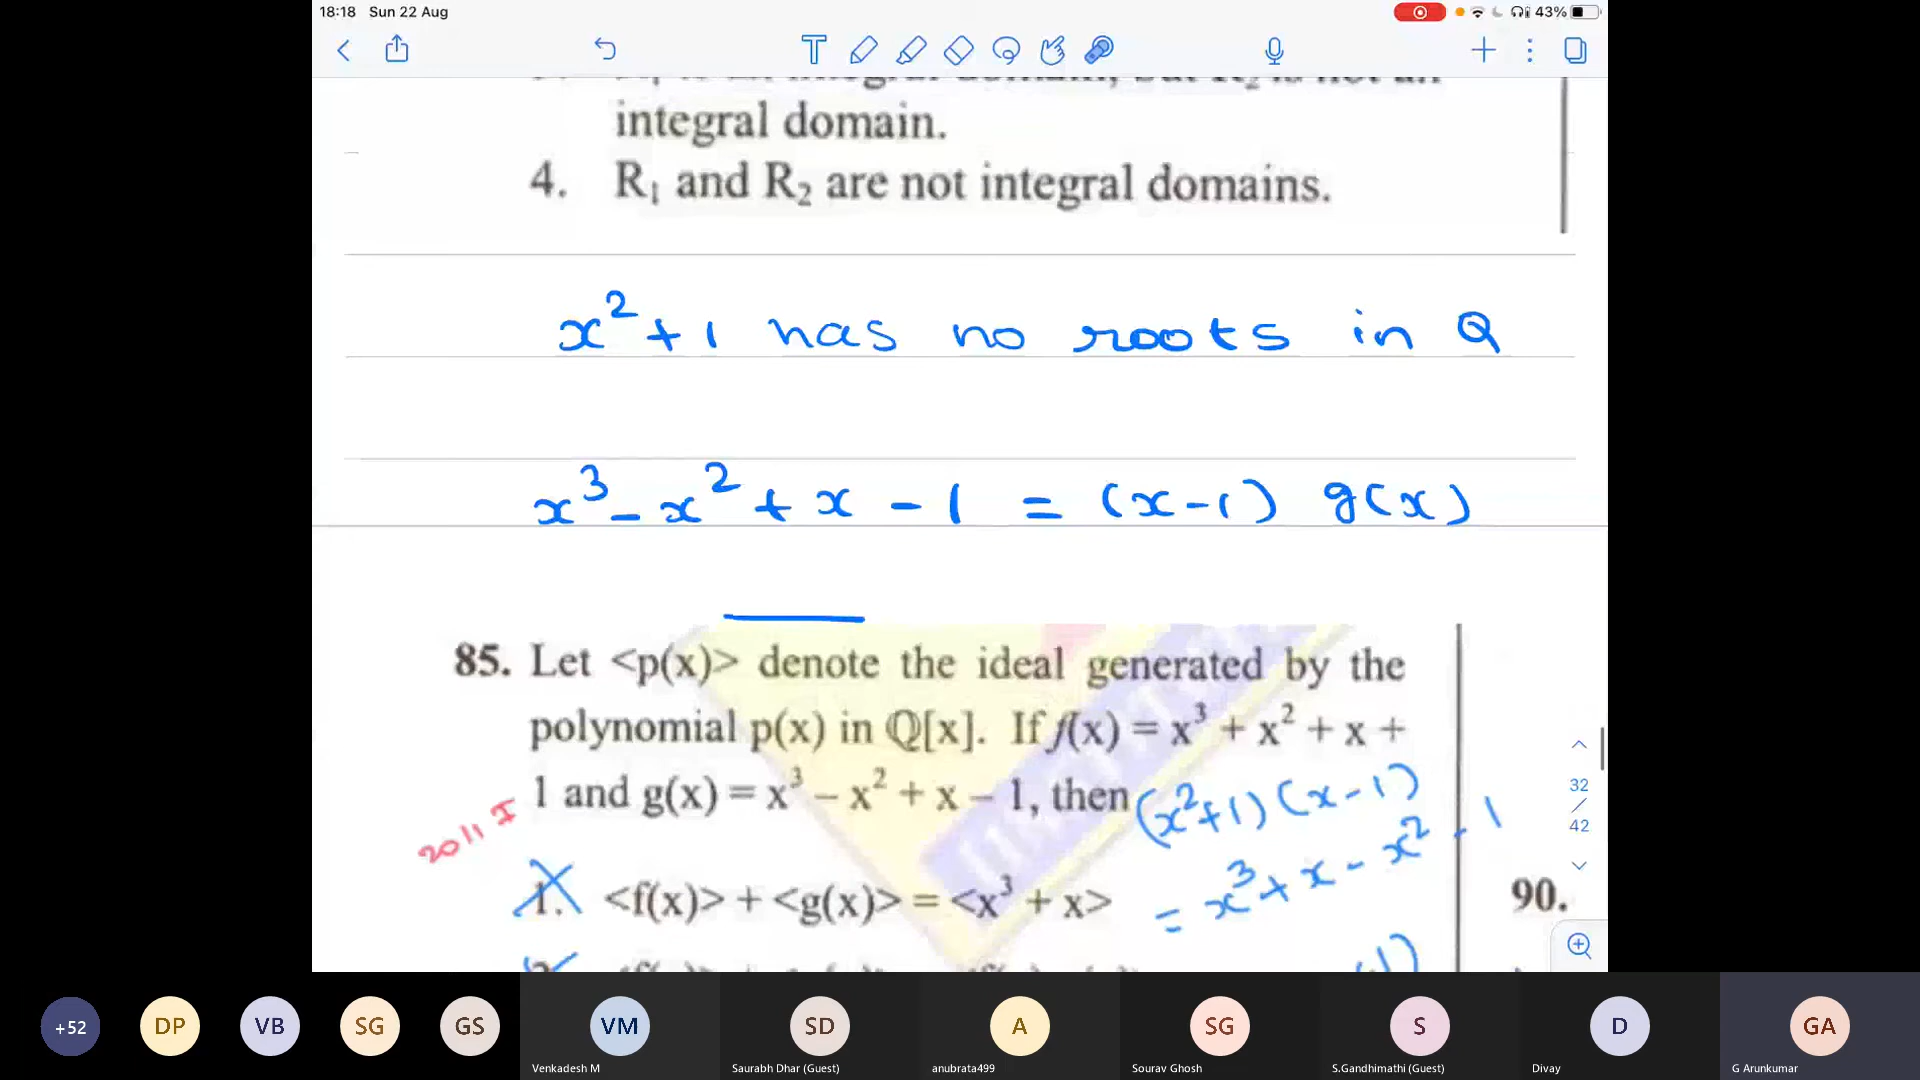 18:18 Sun 22 Aug
43%
integral domain.
4. R₁ and R₂ are not integral domains.
x² + 1 has no roots in Q
x³ - x² + x - 1 = (x-1) g(x)
85. Let <p(x)> denote the ideal generated by the
polynomial p(x) in ℚ[x]. If f(x) = x³ + x² + x +
1 and g(x) = x³ – x² + x – 1, then
(x²+1) (x-1)
= x³ + x - x² - 1
2011 I
1. <f(x)> + <g(x)> = <x³ + x>
32
/
42
90.
+52
DP
VB
SG
GS
VM
SD
A
SG
S
D
GA
Venkadesh M
Saurabh Dhar (Guest)
anubrata499
Sourav Ghosh
S.Gandhimathi (Guest)
Divay
G Arunkumar